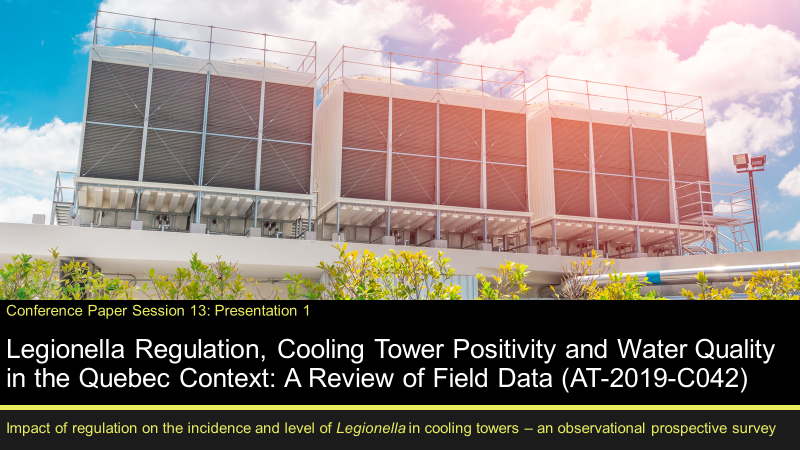 Conference Paper Session 13: Presentation 1
Legionella Regulation, Cooling Tower Positivity and Water Quality
in the Quebec Context: A Review of Field Data (AT-2019-C042)
Impact of regulation on the incidence and level of Legionella in cooling towers – an observational prospective survey